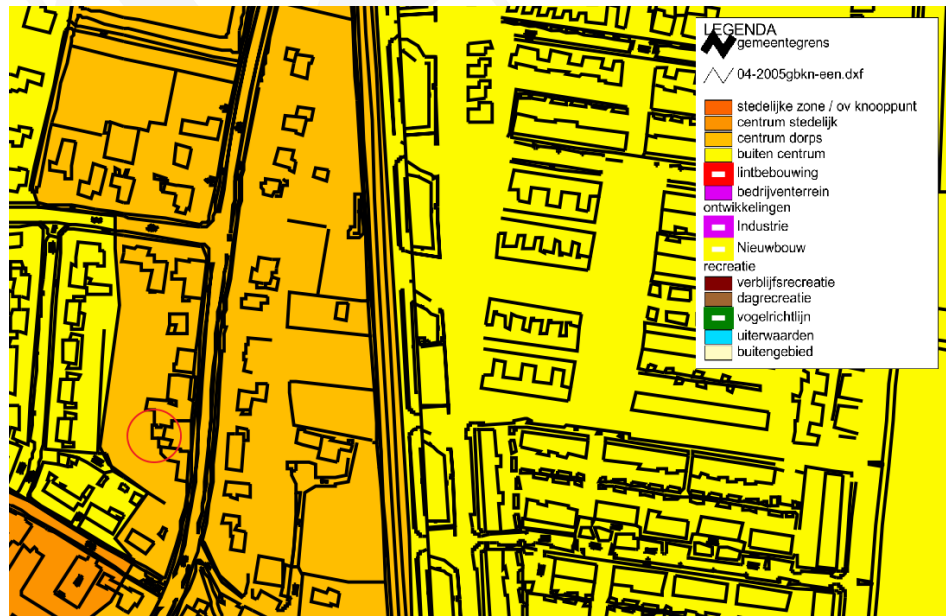 LEGENDA
gemeentegrens
04-2005gbkn-een.dxf
stedelijke zone / ov knooppunt
centrum stedelijk
centrum dorps
buiten centrum
lintbebouwing
bedrijventerrein
ontwikkelingen
Industrie
Nieuwbouw
recreatie
verblijfsrecreatie
dagrecreatie
vogelrichtlijn
uiterwaarden
buitengebied